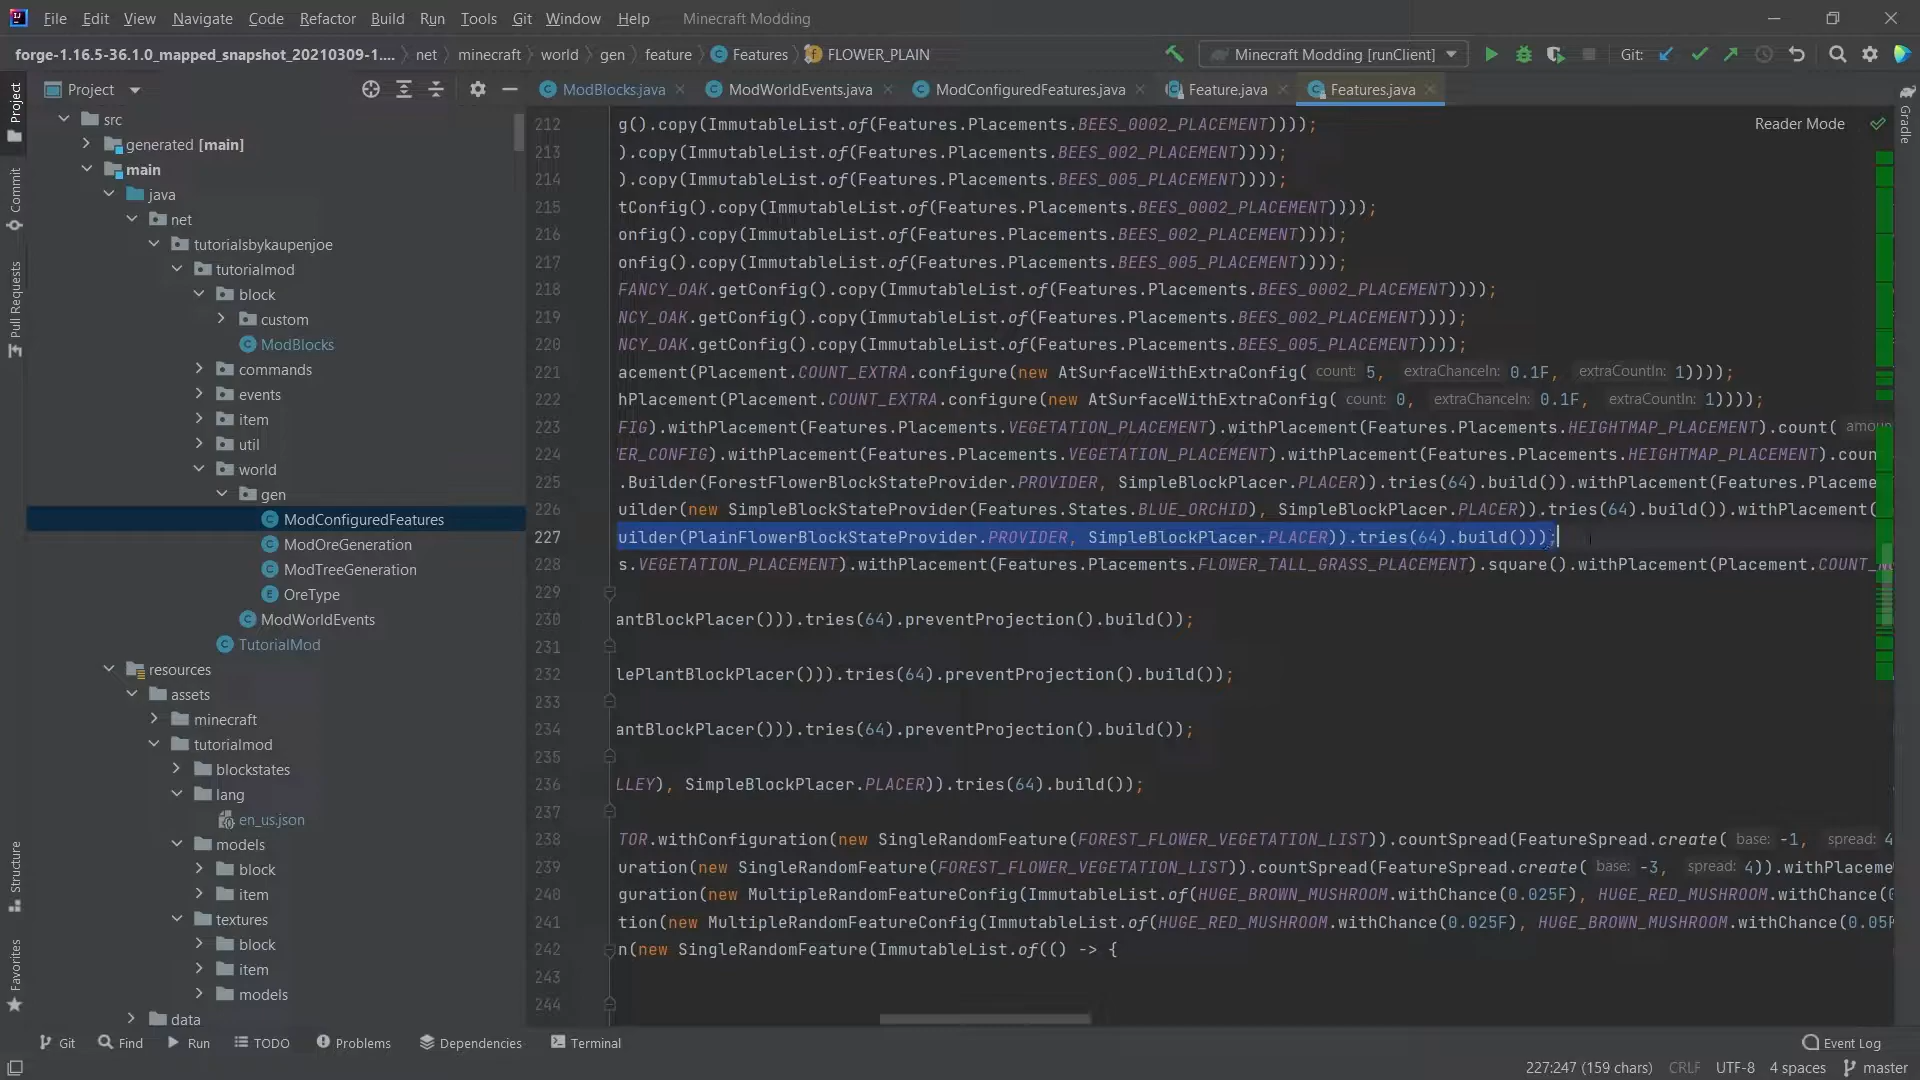 File Edit View Navigate Code Refactor Build Run Tools Git Window Help Minecraft Modding
forge-1.16.5-36.1.0_mapped_snapshot_20210309-1.... net minecraft world gen feature Features FLOWER_PLAIN Minecraft Modding [runClient] Git:
Project ModBlocks.java ModWorldEvents.java ModConfiguredFeatures.java Feature.java Features.java
Reader Mode
Project
Commit
Pull Requests
Structure
Favorites
Gradle
src
generated [main]
main
java
net
tutorialsbykaupenjoe
tutorialmod
block
custom
ModBlocks
commands
events
item
util
world
gen
ModConfiguredFeatures
ModOreGeneration
ModTreeGeneration
OreType
ModWorldEvents
TutorialMod
resources
assets
minecraft
tutorialmod
blockstates
lang
en_us.json
models
block
item
textures
block
item
models
data
212 g().copy(ImmutableList.of(Features.Placements.BEES_0002_PLACEMENT))));
213 ).copy(ImmutableList.of(Features.Placements.BEES_002_PLACEMENT))));
214 ).copy(ImmutableList.of(Features.Placements.BEES_005_PLACEMENT))));
215 tConfig().copy(ImmutableList.of(Features.Placements.BEES_0002_PLACEMENT))));
216 onfig().copy(ImmutableList.of(Features.Placements.BEES_002_PLACEMENT))));
217 onfig().copy(ImmutableList.of(Features.Placements.BEES_005_PLACEMENT))));
218 FANCY_OAK.getConfig().copy(ImmutableList.of(Features.Placements.BEES_0002_PLACEMENT))));
219 NCY_OAK.getConfig().copy(ImmutableList.of(Features.Placements.BEES_002_PLACEMENT))));
220 NCY_OAK.getConfig().copy(ImmutableList.of(Features.Placements.BEES_005_PLACEMENT))));
221 acement(Placement.COUNT_EXTRA.configure(new AtSurfaceWithExtraConfig( count: 5, extraChanceIn: 0.1F, extraCountIn: 1))));
222 hPlacement(Placement.COUNT_EXTRA.configure(new AtSurfaceWithExtraConfig( count: 0, extraChanceIn: 0.1F, extraCountIn: 1))));
223 FIG).withPlacement(Features.Placements.VEGETATION_PLACEMENT).withPlacement(Features.Placements.HEIGHTMAP_PLACEMENT).count( amoun
224 ER_CONFIG).withPlacement(Features.Placements.VEGETATION_PLACEMENT).withPlacement(Features.Placements.HEIGHTMAP_PLACEMENT).coun
225 .Builder(ForestFlowerBlockStateProvider.PROVIDER, SimpleBlockPlacer.PLACER)).tries(64).build()).withPlacement(Features.Placeme
226 uilder(new SimpleBlockStateProvider(Features.States.BLUE_ORCHID), SimpleBlockPlacer.PLACER)).tries(64).build()).withPlacement(
227 uilder(PlainFlowerBlockStateProvider.PROVIDER, SimpleBlockPlacer.PLACER)).tries(64).build()));
228 s.VEGETATION_PLACEMENT).withPlacement(Features.Placements.FLOWER_TALL_GRASS_PLACEMENT).square().withPlacement(Placement.COUNT_NO
229
230 antBlockPlacer())).tries(64).preventProjection().build());
231
232 lePlantBlockPlacer())).tries(64).preventProjection().build());
233
234 antBlockPlacer())).tries(64).preventProjection().build());
235
236 LLEY), SimpleBlockPlacer.PLACER)).tries(64).build());
237
238 TOR.withConfiguration(new SingleRandomFeature(FOREST_FLOWER_VEGETATION_LIST)).countSpread(FeatureSpread.create( base: -1, spread: 4
239 uration(new SingleRandomFeature(FOREST_FLOWER_VEGETATION_LIST)).countSpread(FeatureSpread.create( base: -3, spread: 4)).withPlaceme
240 guration(new MultipleRandomFeatureConfig(ImmutableList.of(HUGE_BROWN_MUSHROOM.withChance(0.025F), HUGE_RED_MUSHROOM.withChance(0
241 tion(new MultipleRandomFeatureConfig(ImmutableList.of(HUGE_RED_MUSHROOM.withChance(0.025F), HUGE_BROWN_MUSHROOM.withChance(0.05F
242 n(new SingleRandomFeature(ImmutableList.of(() -> {
243
244
Git Find Run TODO Problems Dependencies Terminal Event Log
227:247 (159 chars) CRLF UTF-8 4 spaces master